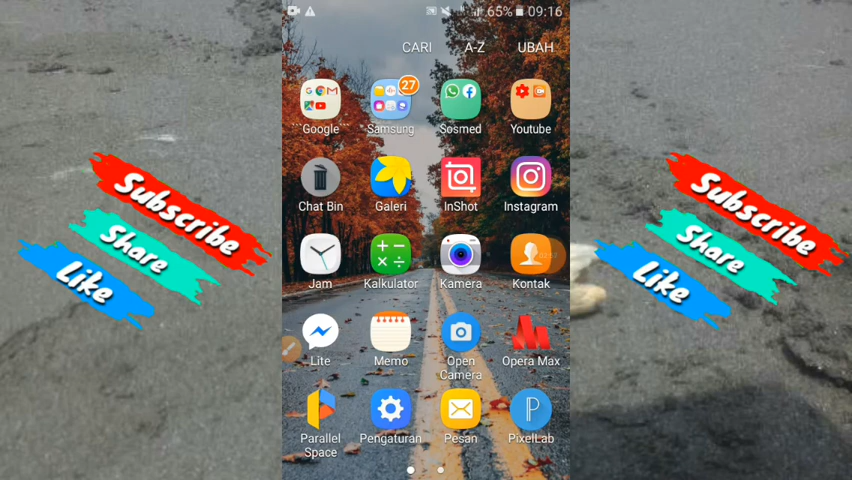 65% 09:16
CARI A-Z UBAH
27
```Google```
Samsung
Sosmed
Youtube
Chat Bin
Galeri
InShot
Instagram
Jam
Kalkulator
Kamera
Kontak
Lite
Memo
Open
Camera
Opera Max
Parallel
Space
Pengaturan
Pesan
PixelLab
Subscribe
Share
Like
Subscribe
Share
Like